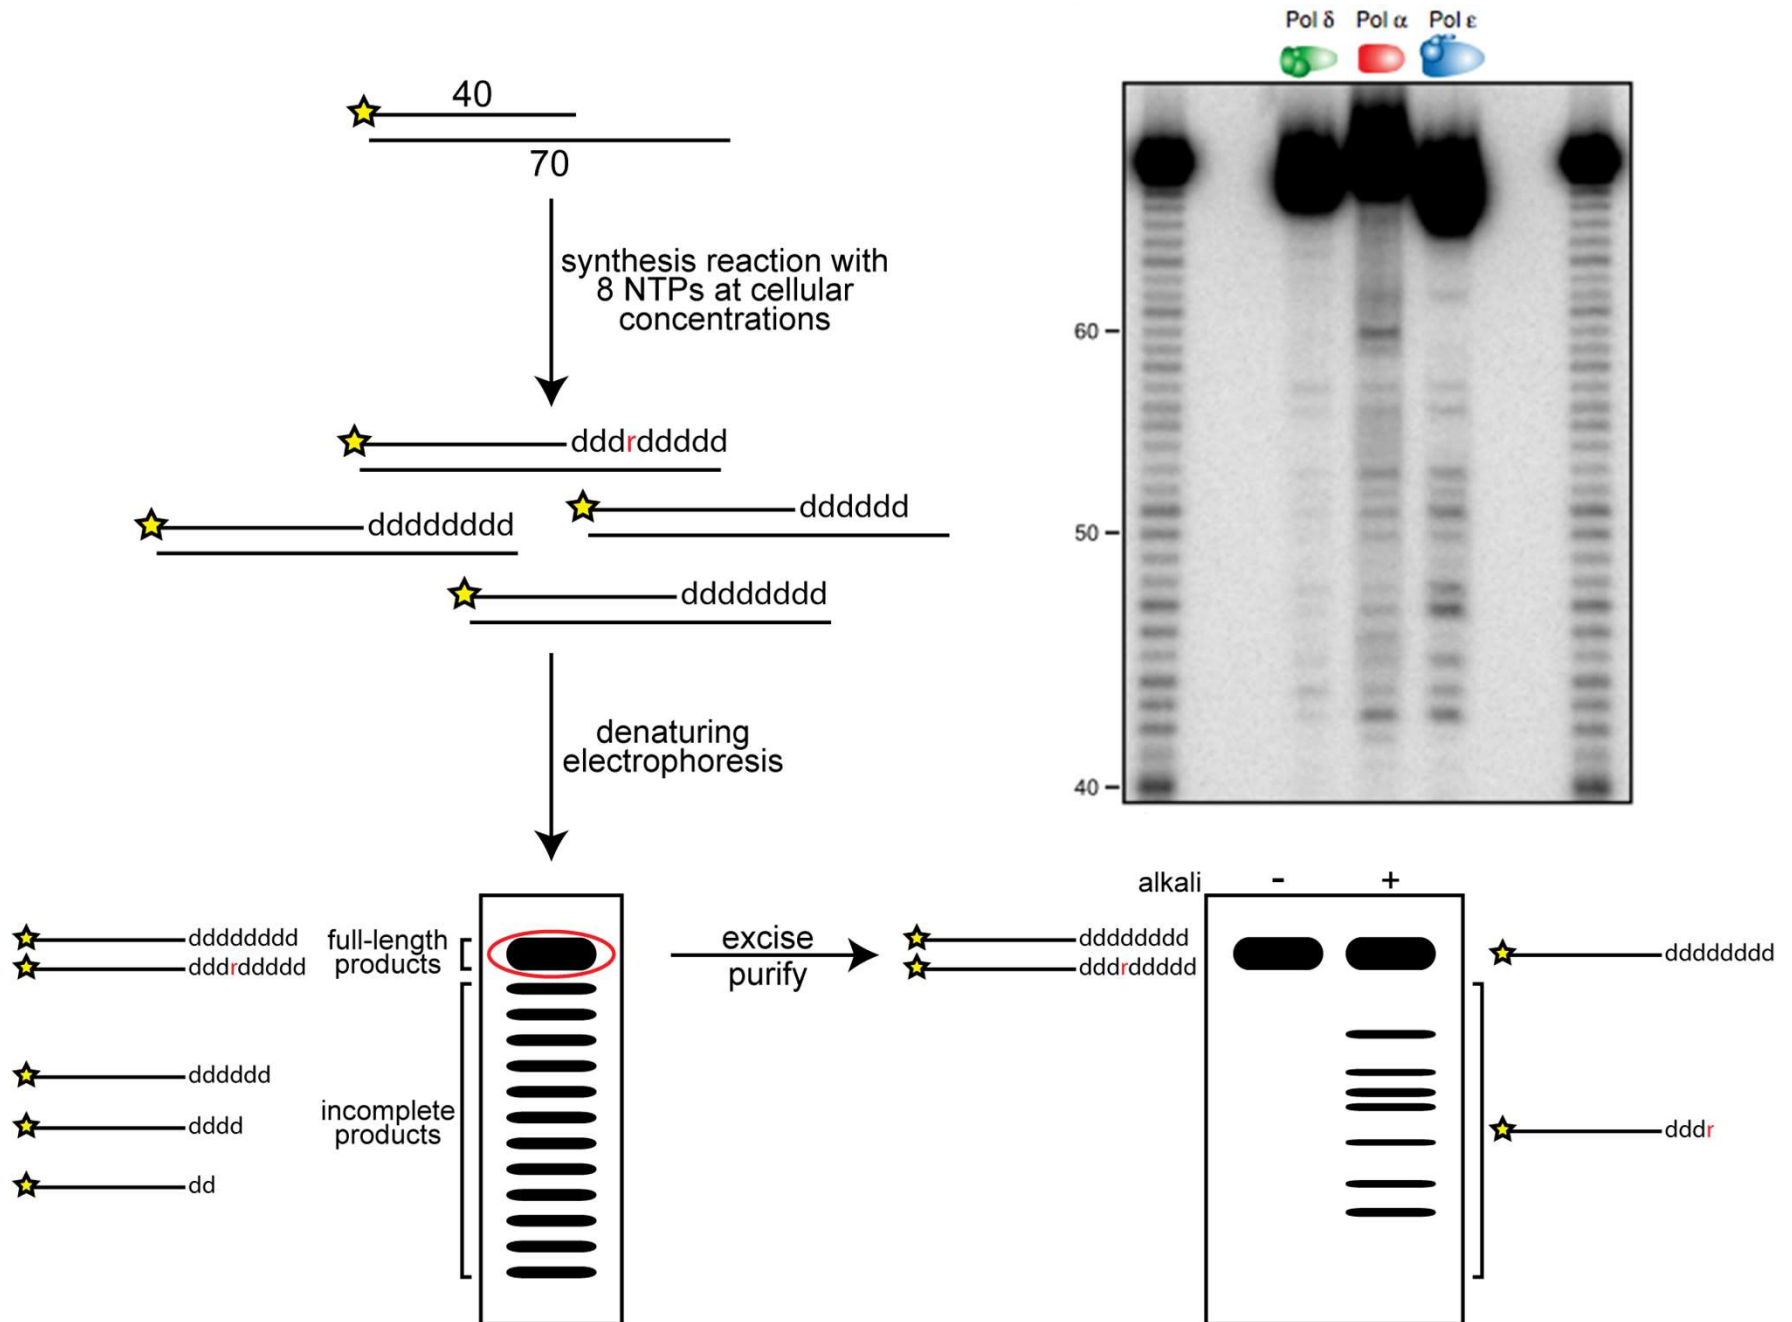 Pol δ Pol α Pol ε
40
70
synthesis reaction with
8 NTPs at cellular
concentrations
dddrddddd
dddddd
dddddddd
dddddddd
60
50
40
denaturing
electrophoresis
alkali - +
dddddddd
dddrddddd
full-length
products
excise
purify
dddddddd
dddrddddd
dddddddd
dddddd
dddd
dd
incomplete
products
dddr